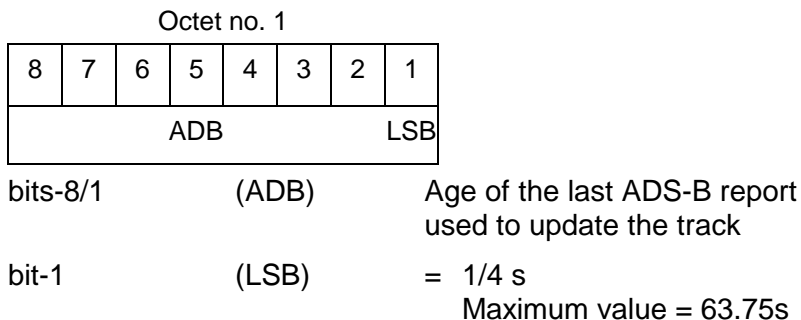 Octet no. 1
8 7 6 5 4 3 2 1
ADB LSB
bits-8/1 (ADB) Age of the last ADS-B report
used to update the track
bit-1 (LSB) = 1/4 s
Maximum value = 63.75s